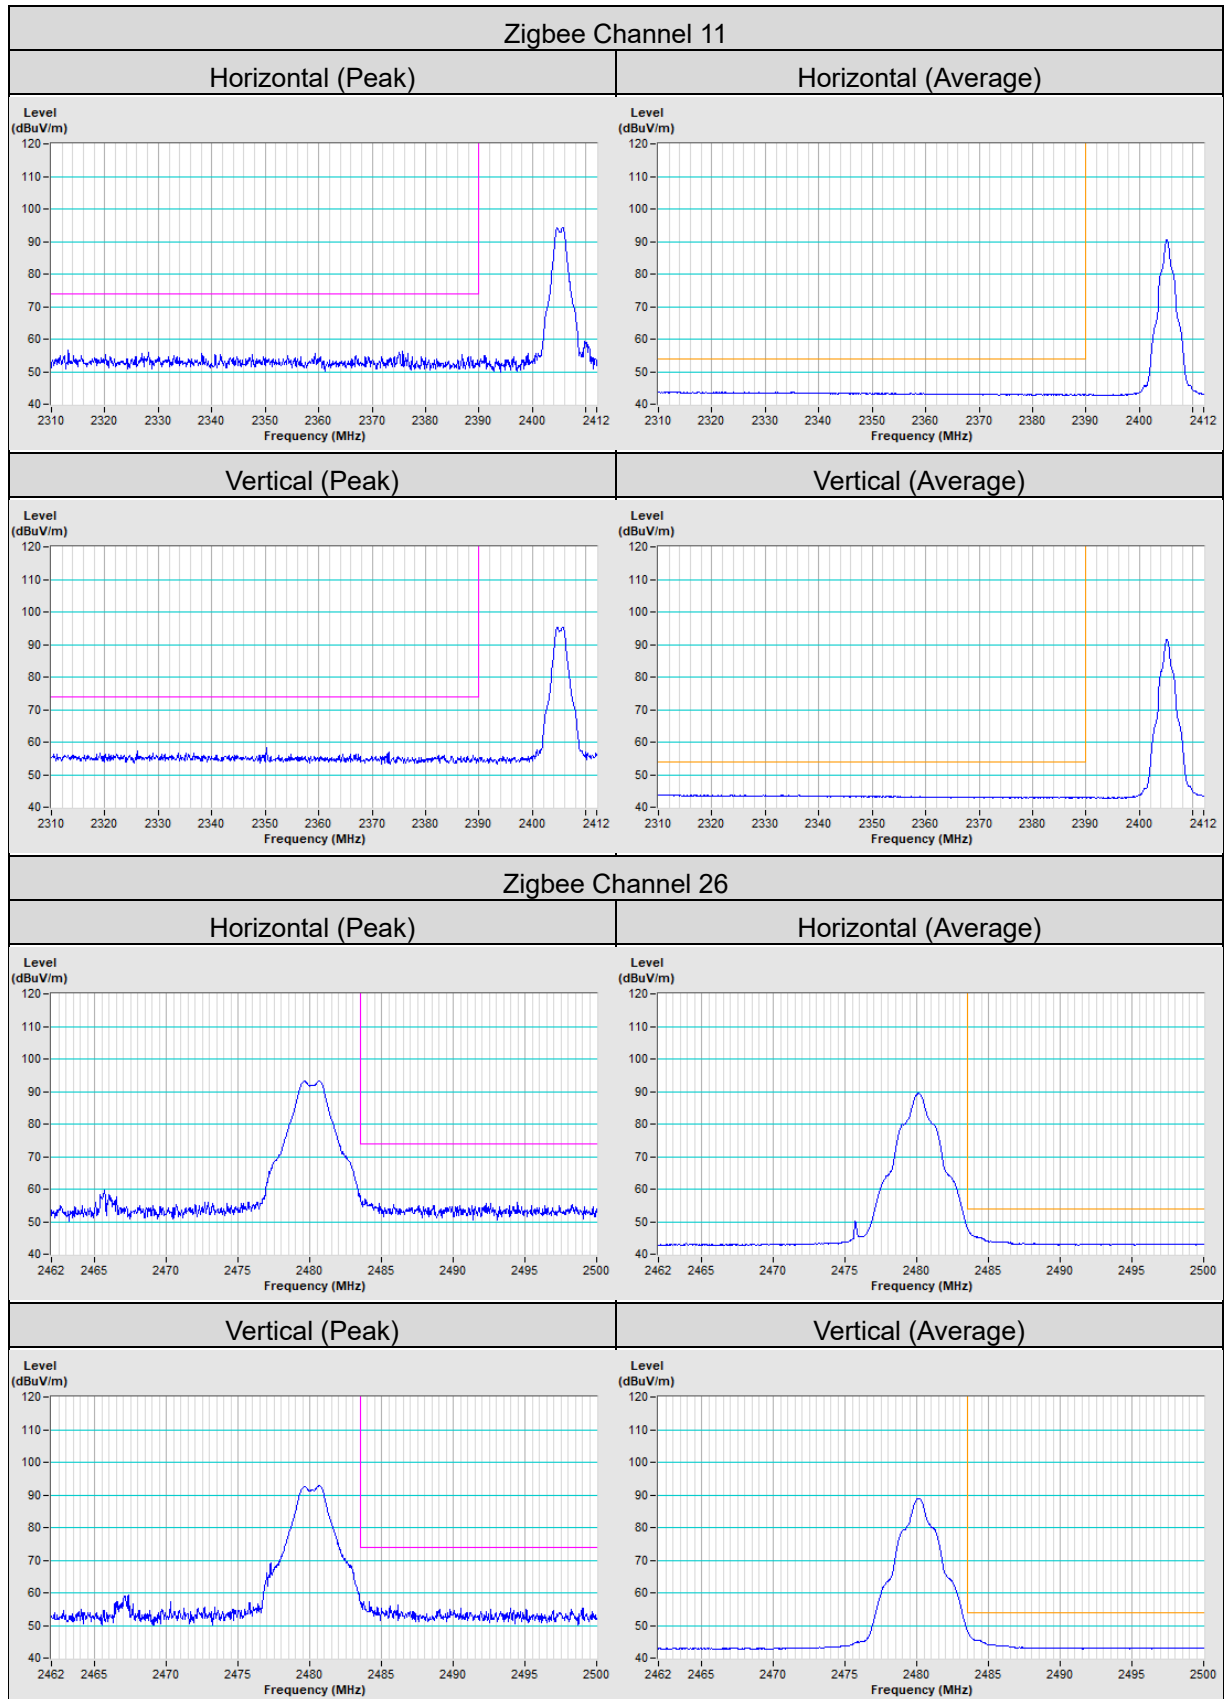 Zigbee Channel 11
Horizontal (Peak) Horizontal (Average)
Level Level
(dBuV/m) (dBuV/m)
120 120
110 110
100 100
90 90
80 80
70 70
60 60
50 50
40 40
2310 2320 2330 2340 2350 2360 2370 2380 2390 2400 2412 2310 2320 2330 2340 2350 2360 2370 2380 2390 2400 2412
Frequency (MHz) Frequency (MHz)
Vertical (Peak) Vertical (Average)
Level Level
(dBuV/m) (dBuV/m)
120 120
110 110
100 100
90 90
80 80
70 70
60 60
50 50
40 40
2310 2320 2330 2340 2350 2360 2370 2380 2390 2400 2412 2310 2320 2330 2340 2350 2360 2370 2380 2390 2400 2412
Frequency (MHz) Frequency (MHz)
Zigbee Channel 26
Horizontal (Peak) Horizontal (Average)
Level Level
(dBuV/m) (dBuV/m)
120 120
110 110
100 100
90 90
80 80
70 70
60 60
50 50
40 40
2462 2465 2470 2475 2480 2485 2490 2495 2500 2462 2465 2470 2475 2480 2485 2490 2495 2500
Frequency (MHz) Frequency (MHz)
Vertical (Peak) Vertical (Average)
Level Level
(dBuV/m) (dBuV/m)
120 120
110 110
100 100
90 90
80 80
70 70
60 60
50 50
40 40
2462 2465 2470 2475 2480 2485 2490 2495 2500 2462 2465 2470 2475 2480 2485 2490 2495 2500
Frequency (MHz) Frequency (MHz)